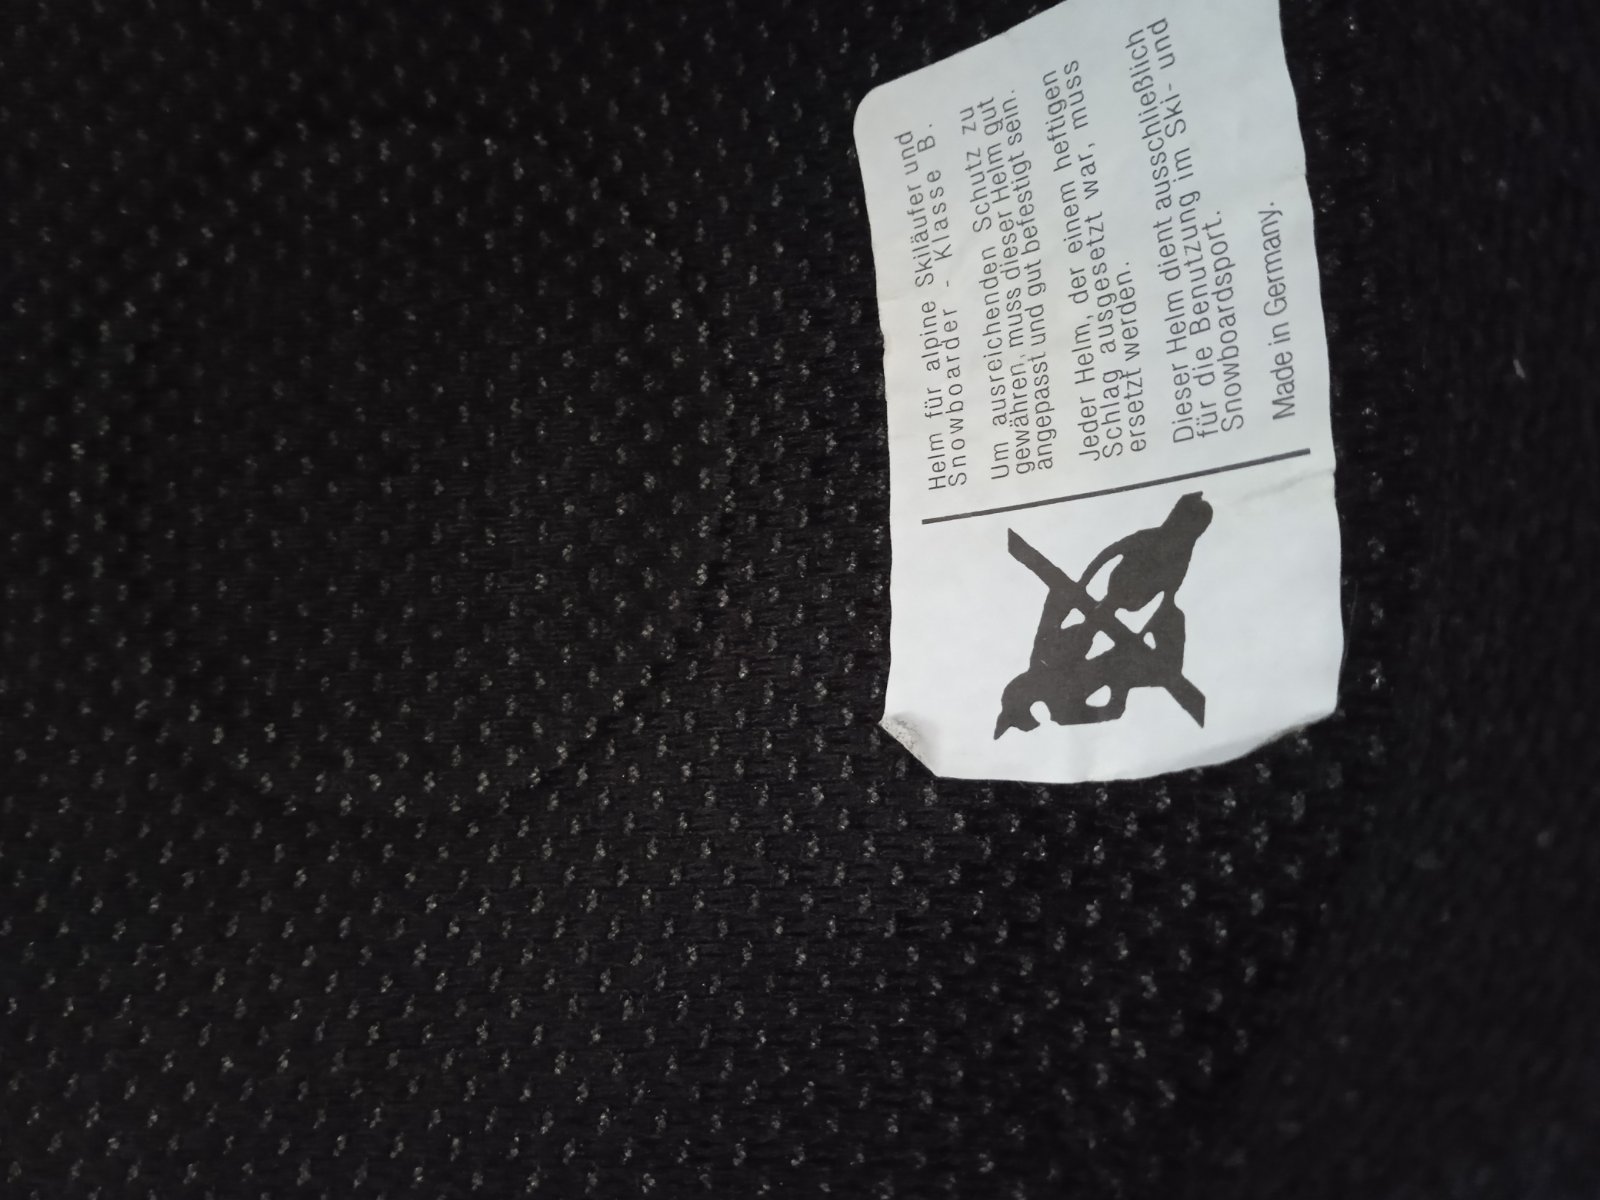 Helm für alpine Skiläufer und
Snowboarder - Klasse B.
Um ausreichenden Schutz zu
gewähren, muss dieser Helm gut
angepasst und gut befestigt sein.
Jeder Helm, der einem heftigen
Schlag ausgesetzt war, muss
ersetzt werden.
Dieser Helm dient ausschließlich
für die Benutzung im Ski- und
Snowboardsport.
Made in Germany.